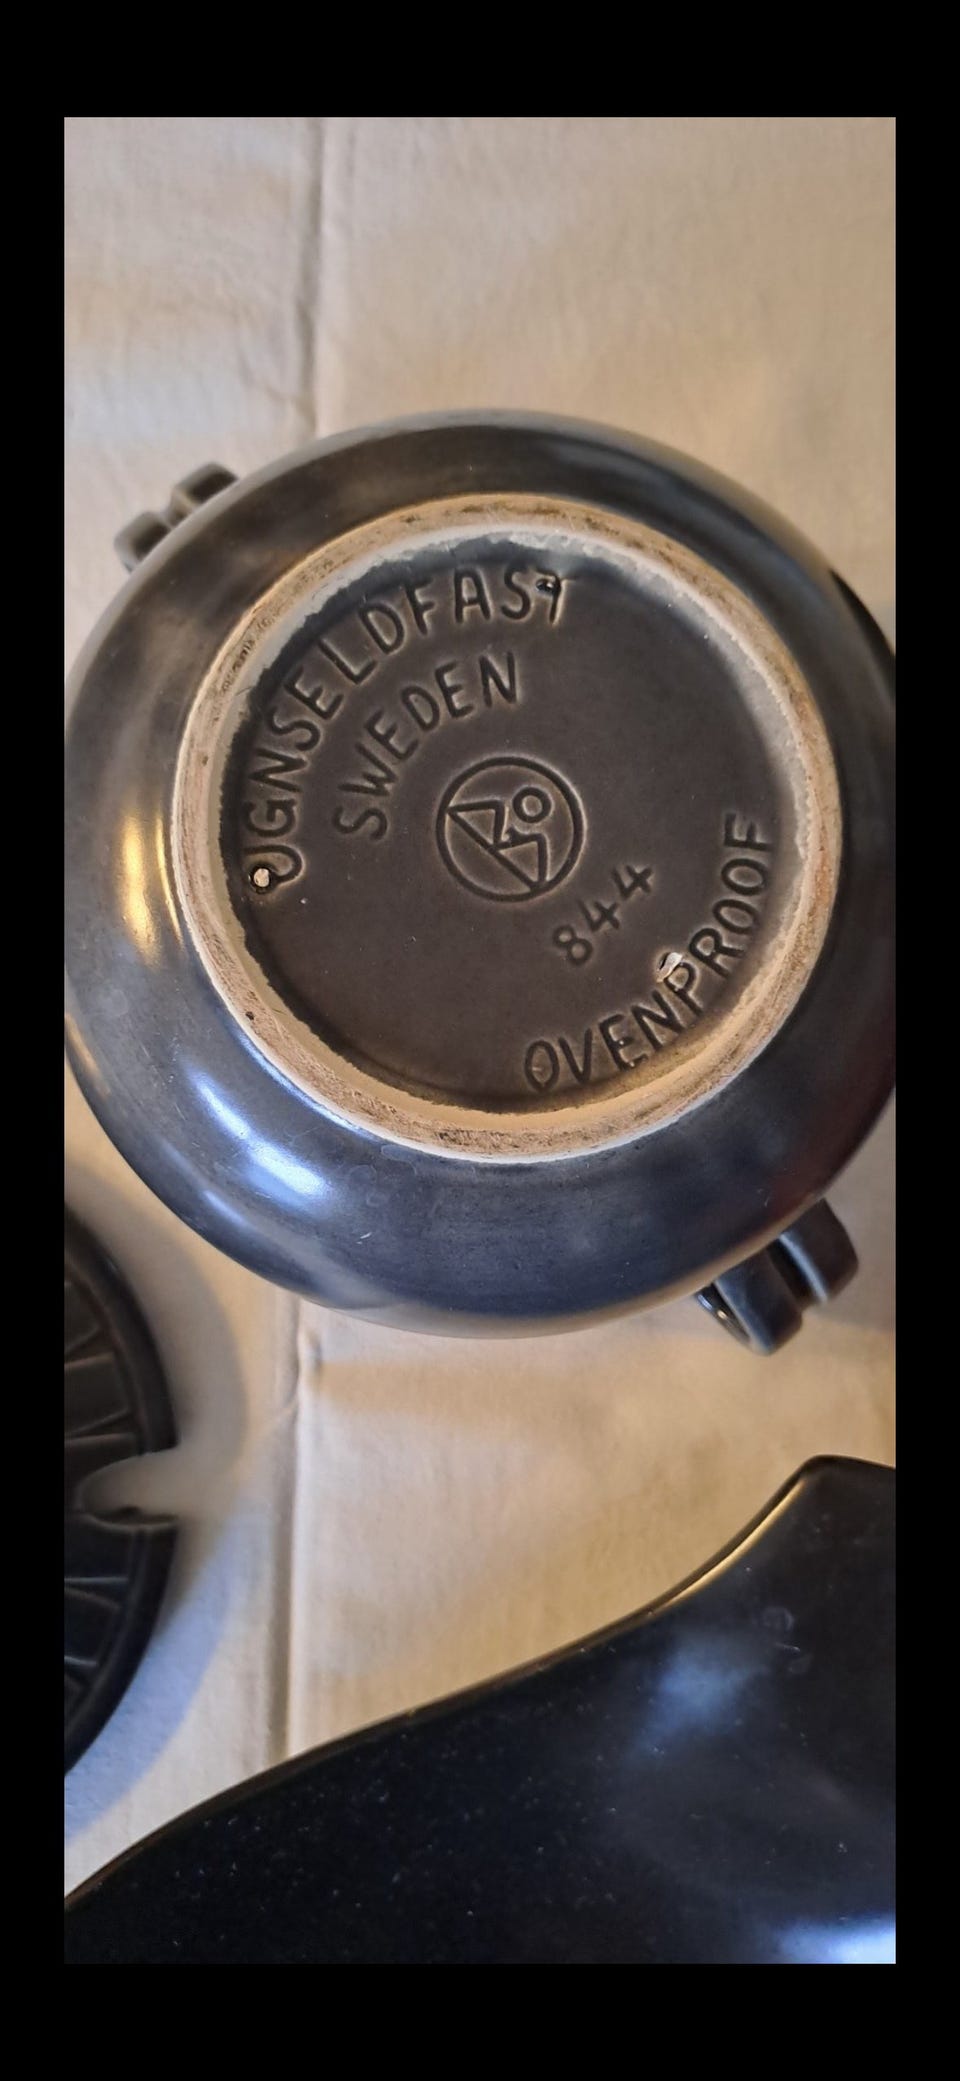 UGNSELDFAST
SWEDEN
844
OVENPROOF